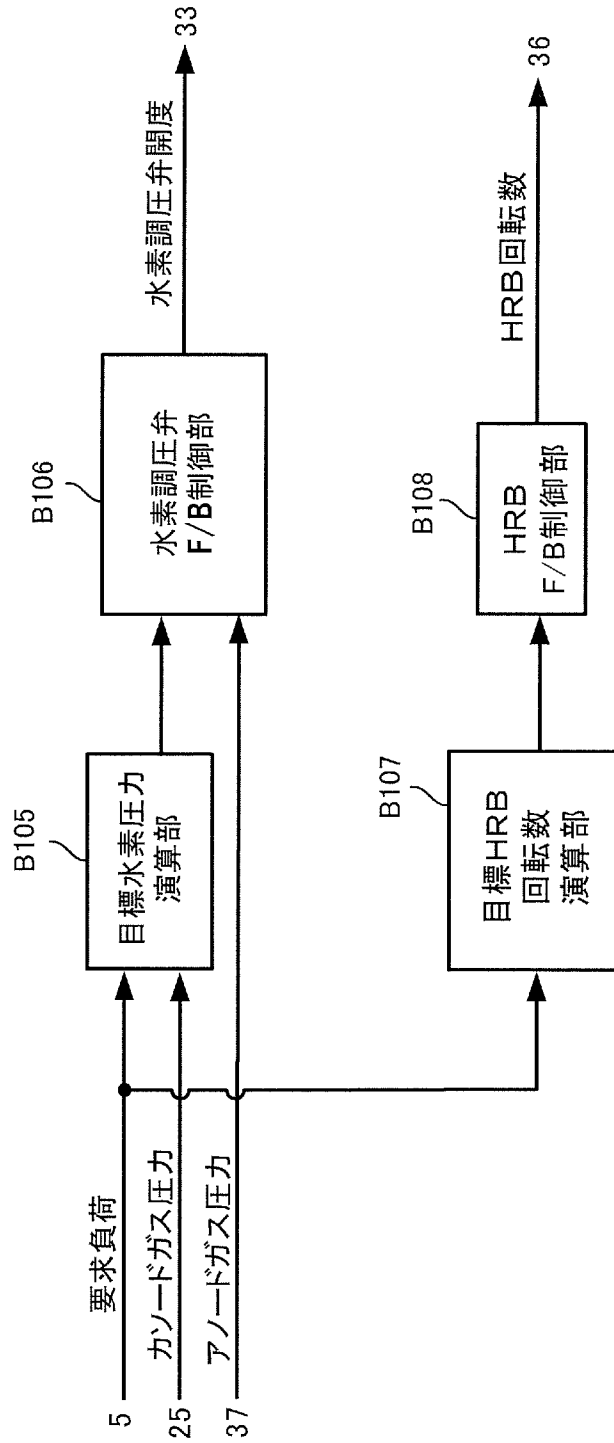 5
要求負荷
25
カソードガス圧力
37
アノードガス圧力
B105
目標水素圧力
演算部
B106
水素調圧弁
F/B制御部
水素調圧弁開度
33
B107
目標HRB
回転数
演算部
B108
HRB
F/B制御部
HRB回転数
36